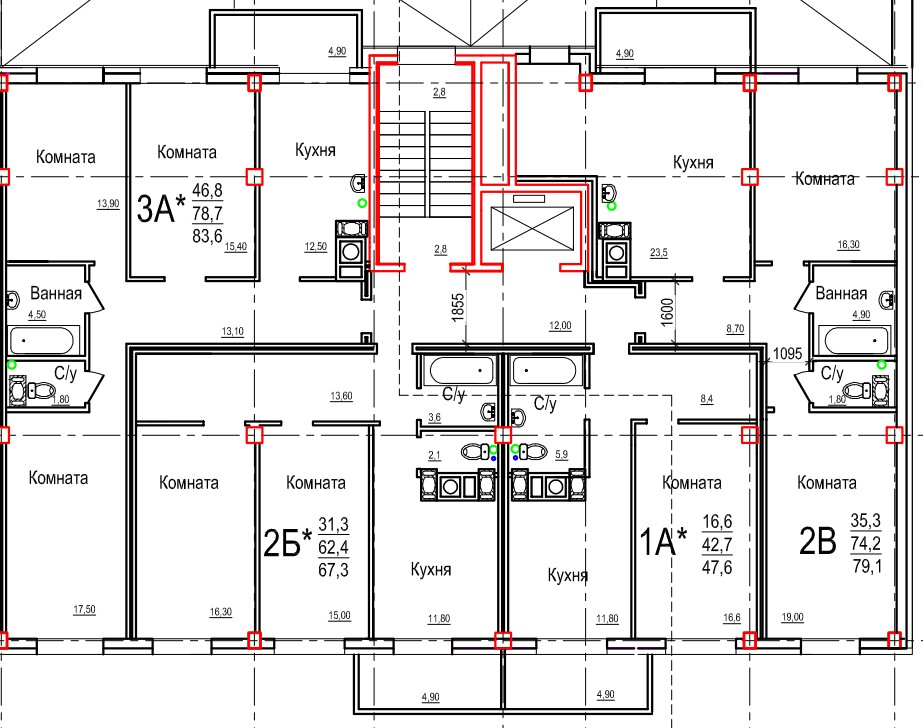 4,90
4,90
2,8
Комната
Комната
Кухня
Кухня
Комната
3А*
46,8
78,7
83,6
13,90
15,40
12,50
2,8
23,5
16,30
Ванная
4,50
13,10
1855
12,00
1600
8,70
Ванная
4,90
1095
С/у
1,80
13,60
С/у
3,6
С/у
8,4
С/у
1,80
2,1
5,9
Комната
Комната
Комната
Комната
Комната
2Б*
31,3
62,4
67,3
1А*
16,6
42,7
47,6
2В
35,3
74,2
79,1
Кухня
Кухня
17,50
16,30
15,00
11,80
11,80
16,6
19,00
4,90
4,90